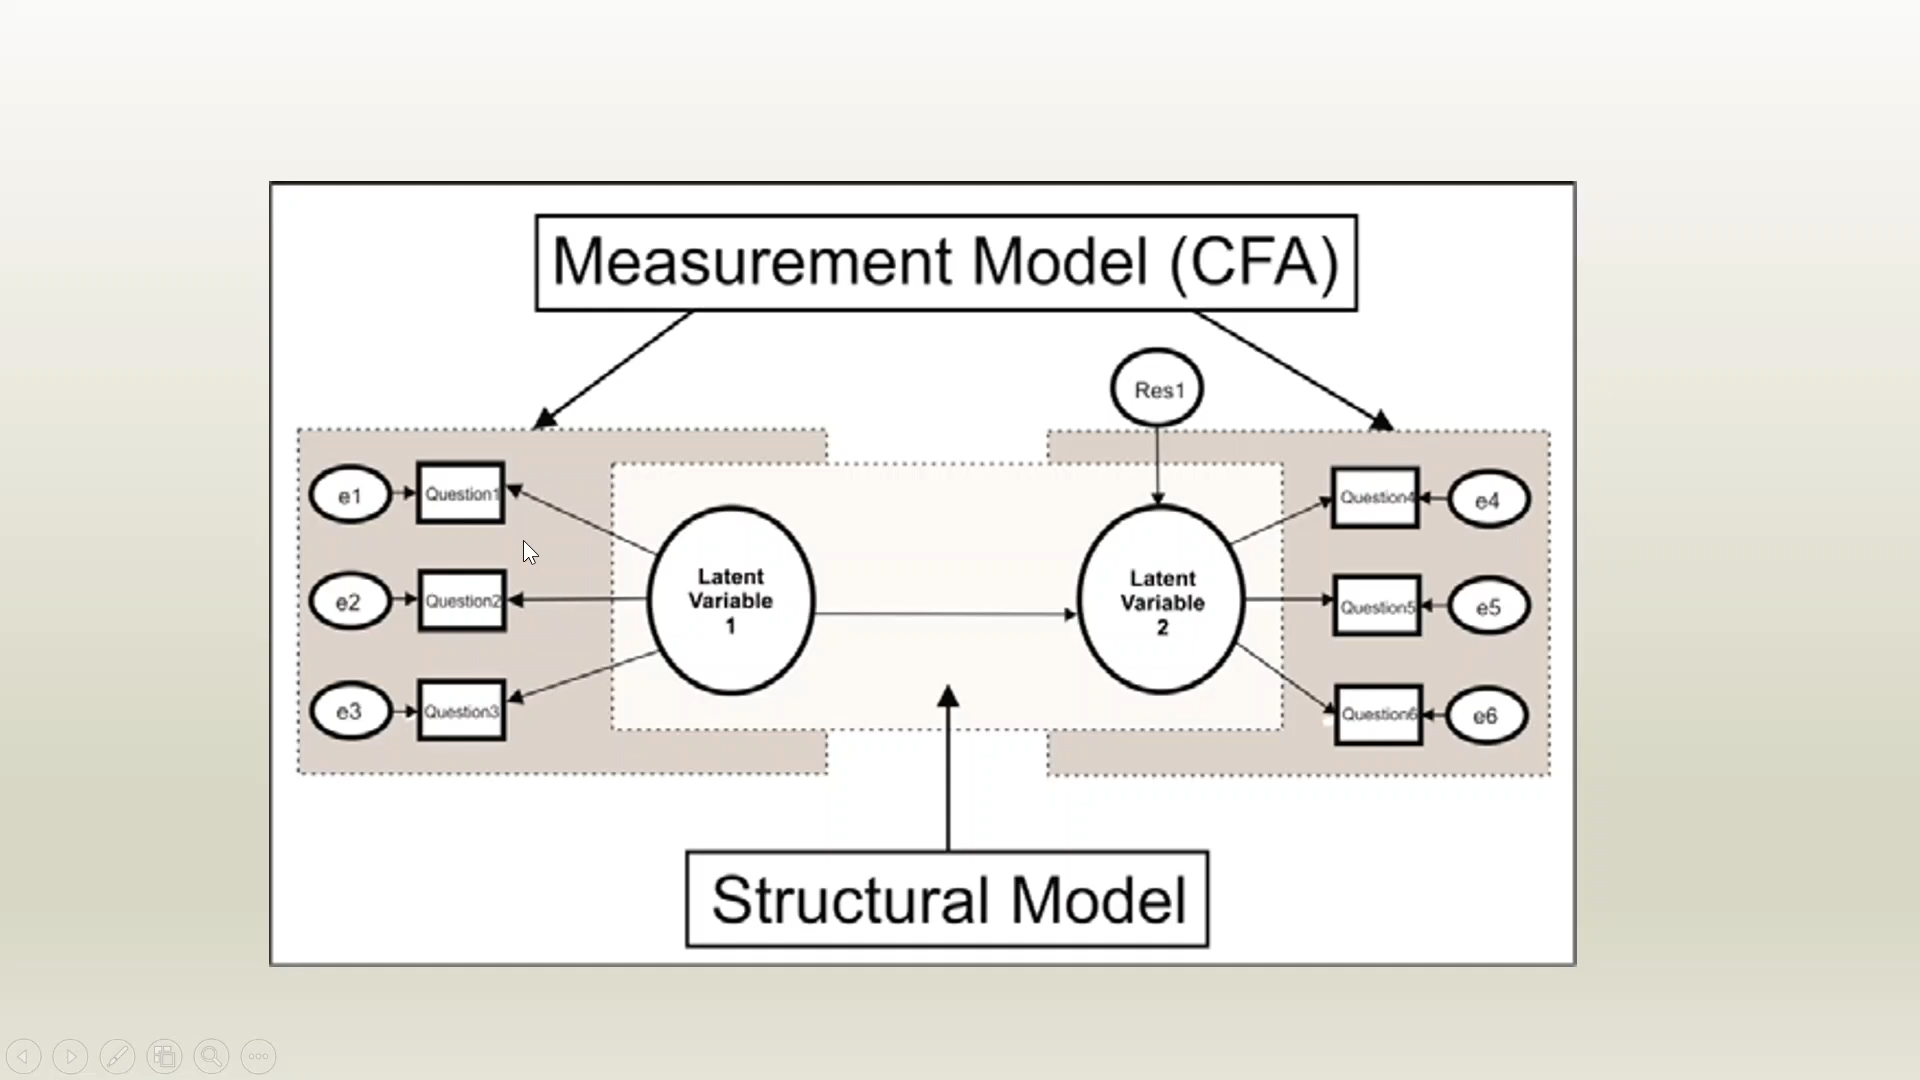 Measurement Model (CFA)
Res1
e1
Question1
Question4
e4
Latent
Variable
1
Latent
Variable
2
e2
Question2
Question5
e5
e3
Question3
Question6
e6
Structural Model